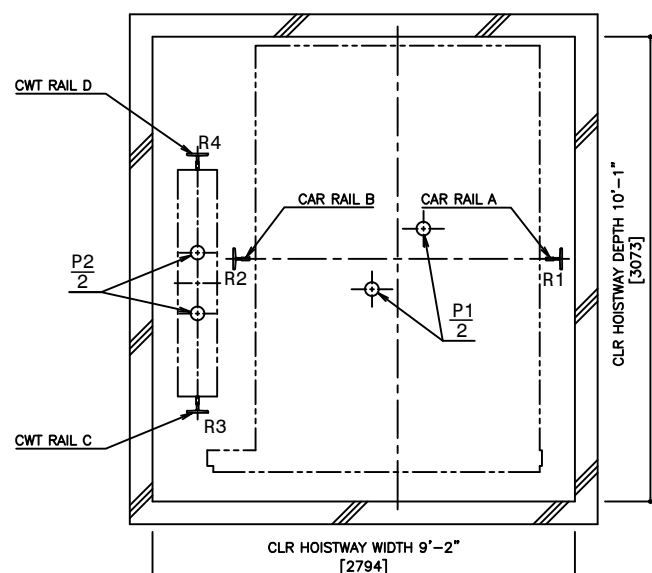 CWT RAIL D
R4
CAR RAIL B
CAR RAIL A
P2
2
R2
R1
P1
2
CLR HOISTWAY DEPTH 10'-1"
[3073]
R3
CWT RAIL C
CLR HOISTWAY WIDTH 9'-2"
[2794]